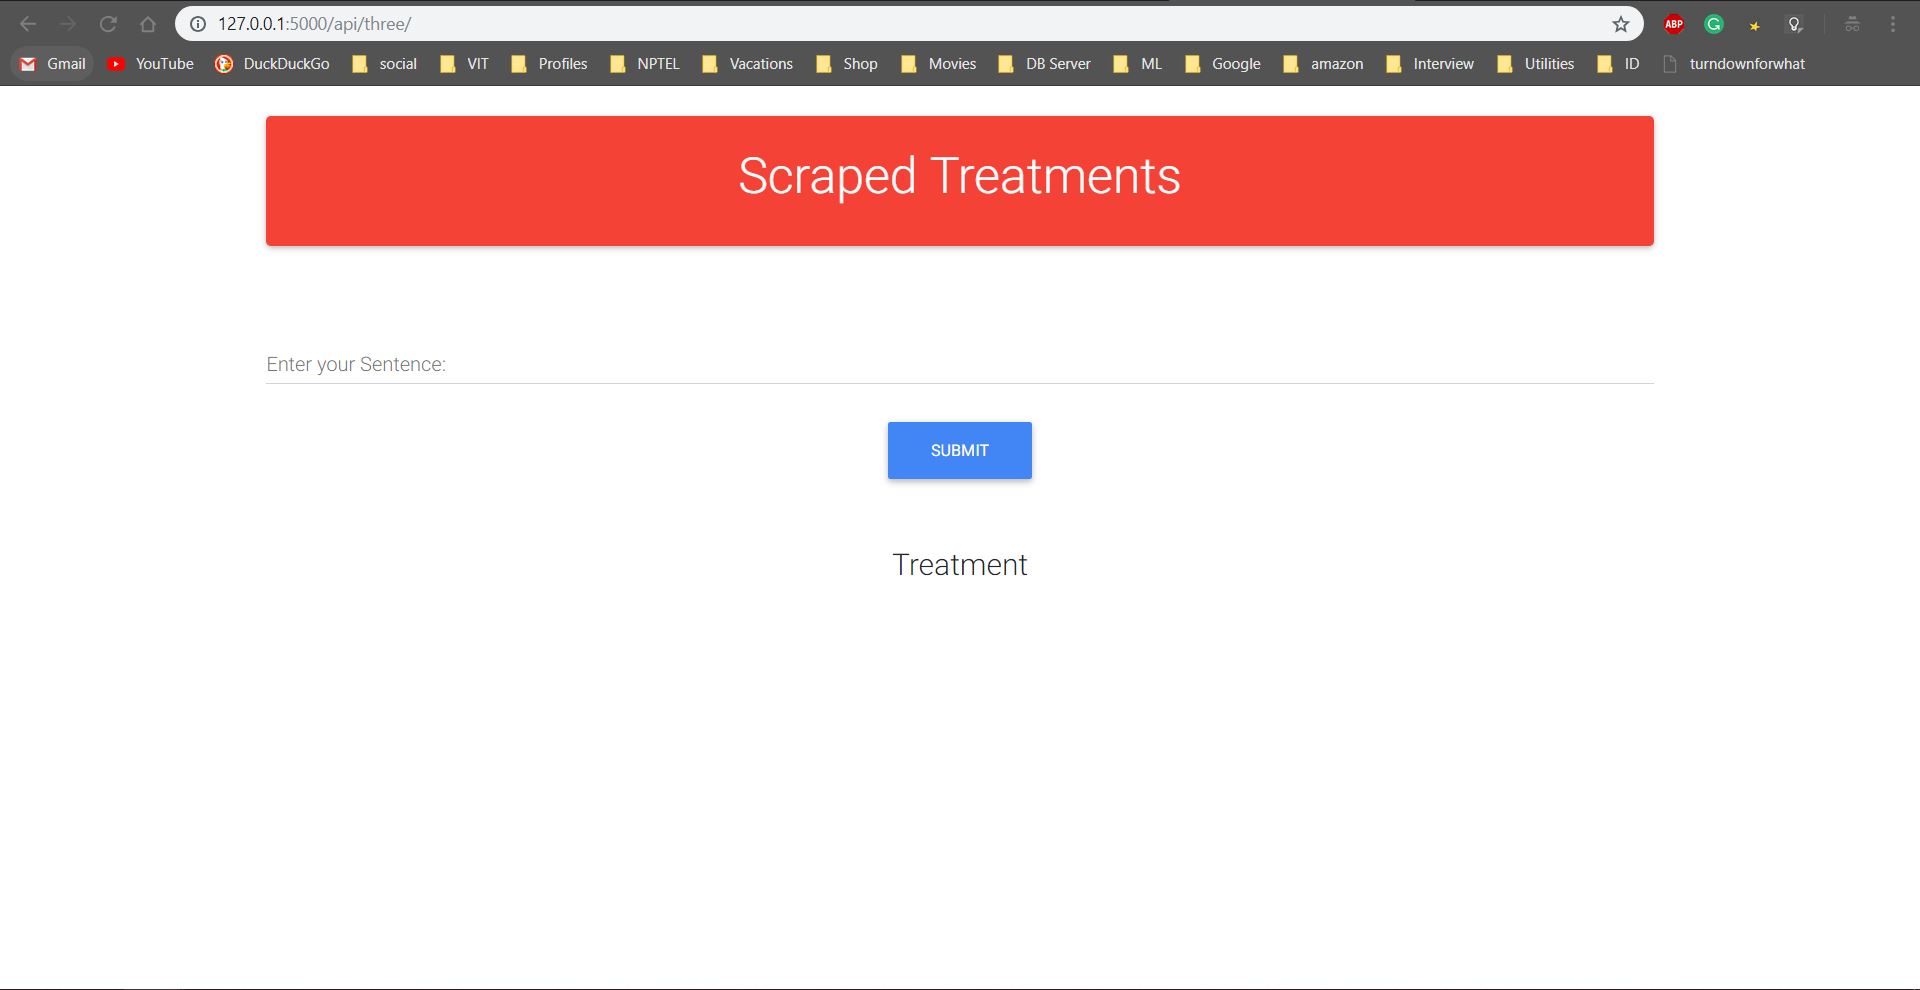 127.0.0.1:5000/api/three/
ABP
Gmail YouTube DuckDuckGo social VIT Profiles NPTEL Vacations Shop Movies DB Server ML Google amazon Interview Utilities ID turndownforwhat
Scraped Treatments
Enter your Sentence:
SUBMIT
Treatment